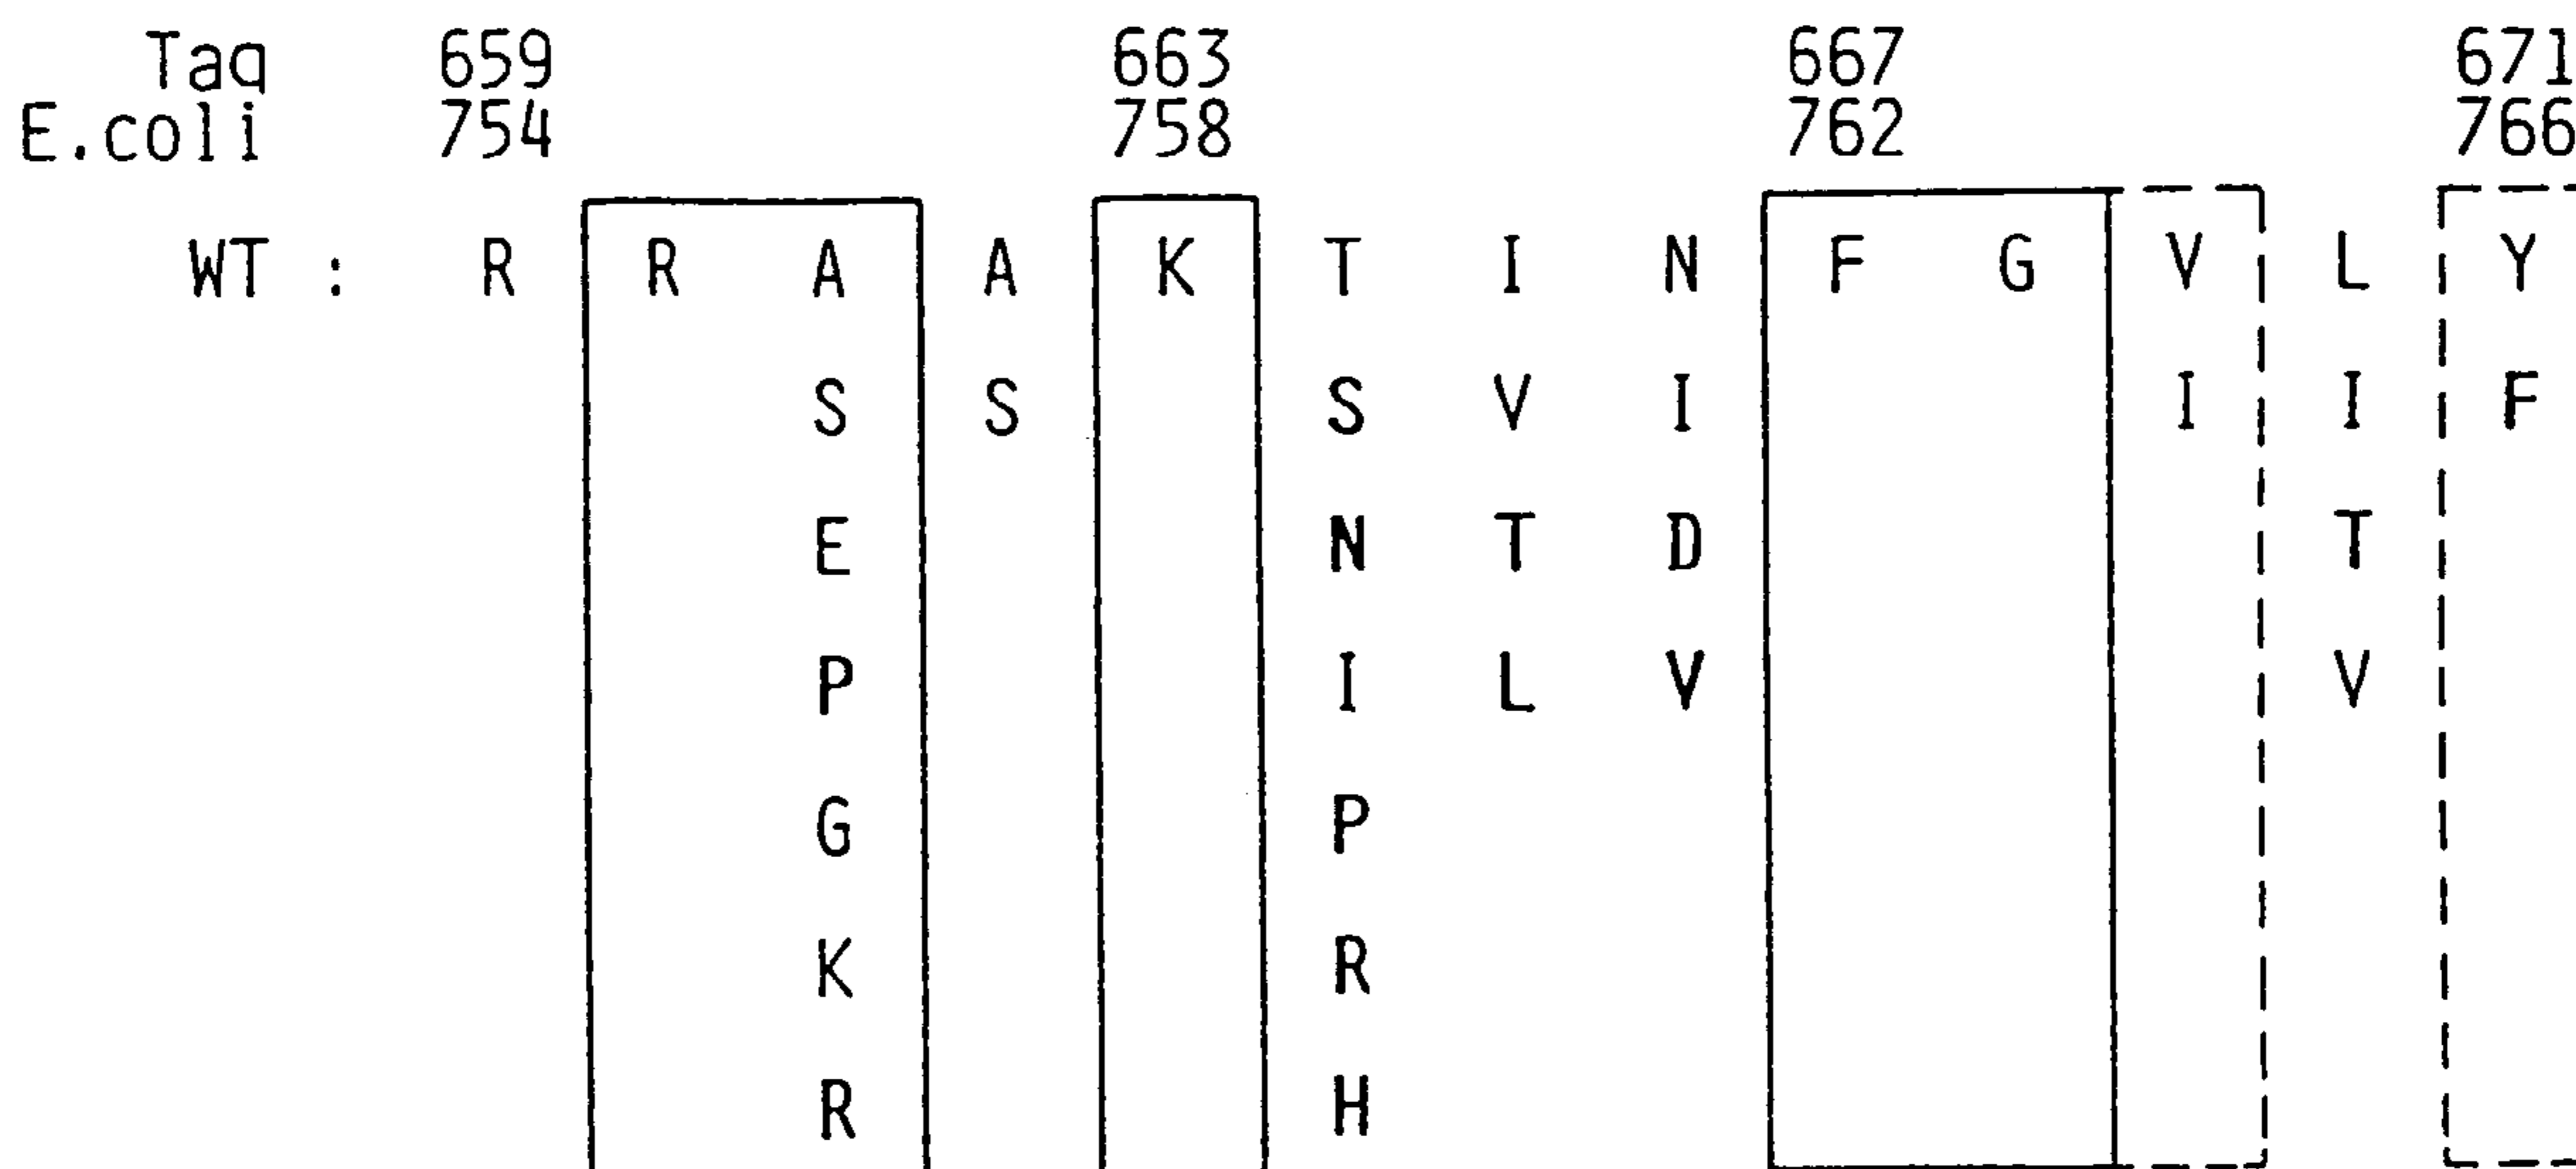 Taq 659 663 667 671
E.coli 754 758 762 766
WT : R R A A K T I N F G V L Y
S S S V I I I F
E N T D T
P I L V V
G P
K R
R H